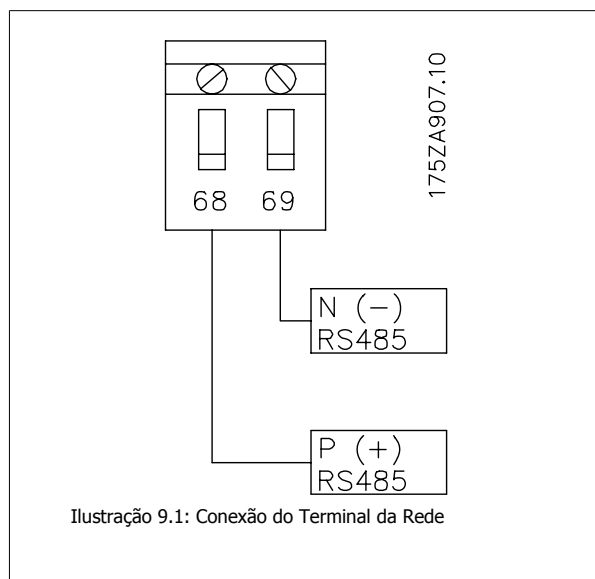 175ZA907.10
68 69
N (-)
RS485
P (+)
RS485
Ilustração 9.1: Conexão do Terminal da Rede